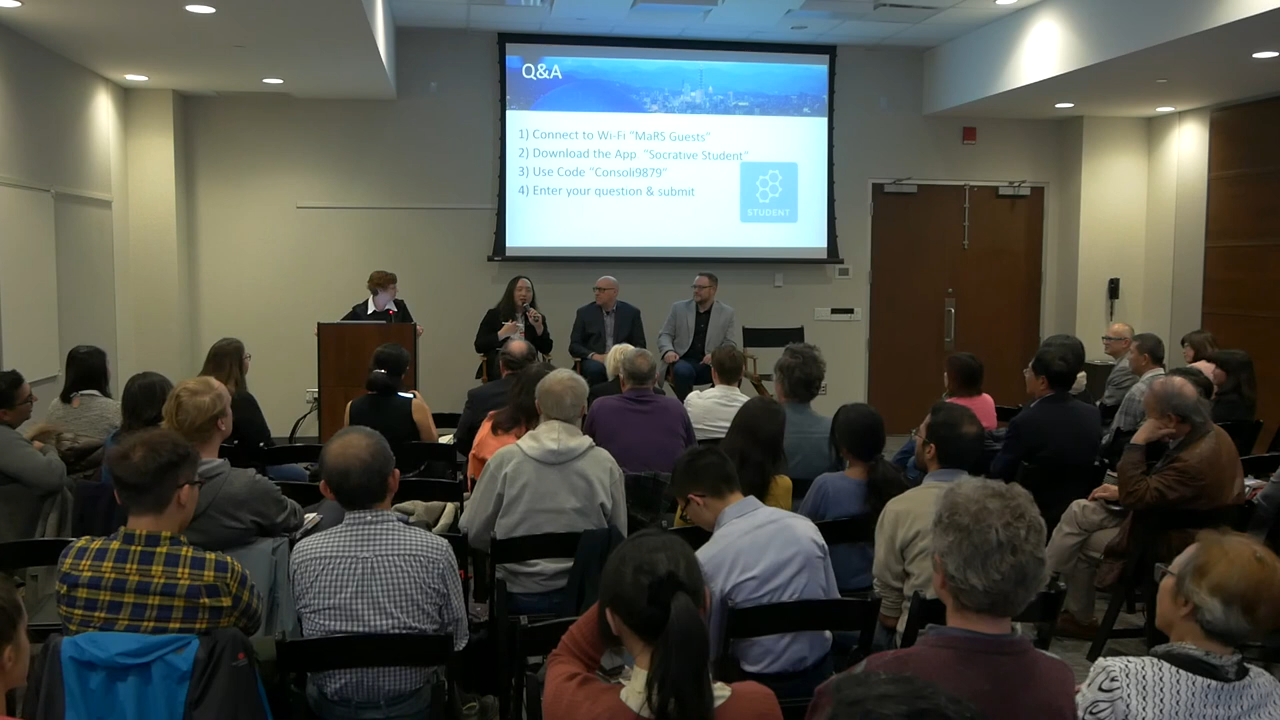 Q&A
1) Connect to Wi-Fi "MaRS Guests"
2) Download the App "Socrative Student"
3) Use Code "Consoli9879"
4) Enter your question & submit
STUDENT